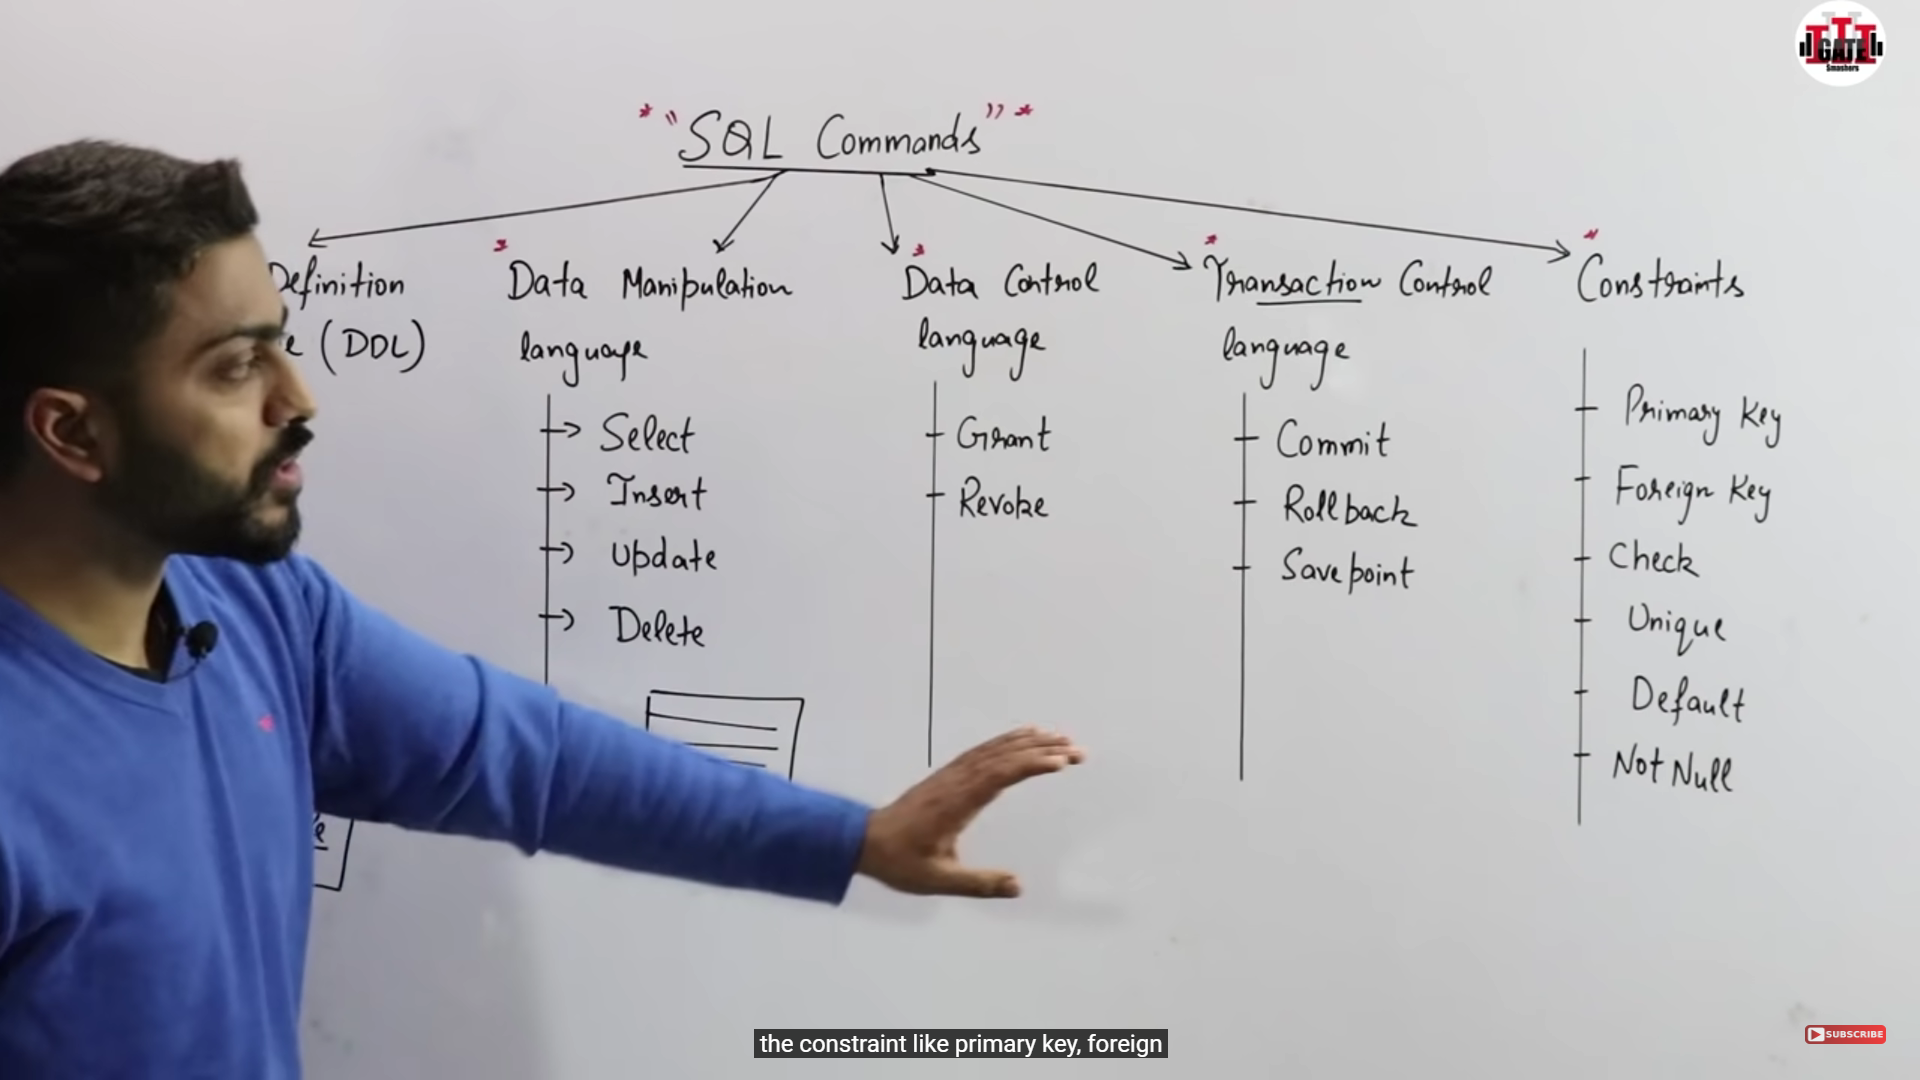 GATE
Smashers
"SQL Commands"
Definition
(DDL)
Data Manipulation
language
Select
Insert
Update
Delete
Data Control
language
Grant
Revoke
Transaction Control
language
Commit
Rollback
Savepoint
Constraints
Primary Key
Foreign Key
Check
Unique
Default
Not Null
the constraint like primary key, foreign
SUBSCRIBE